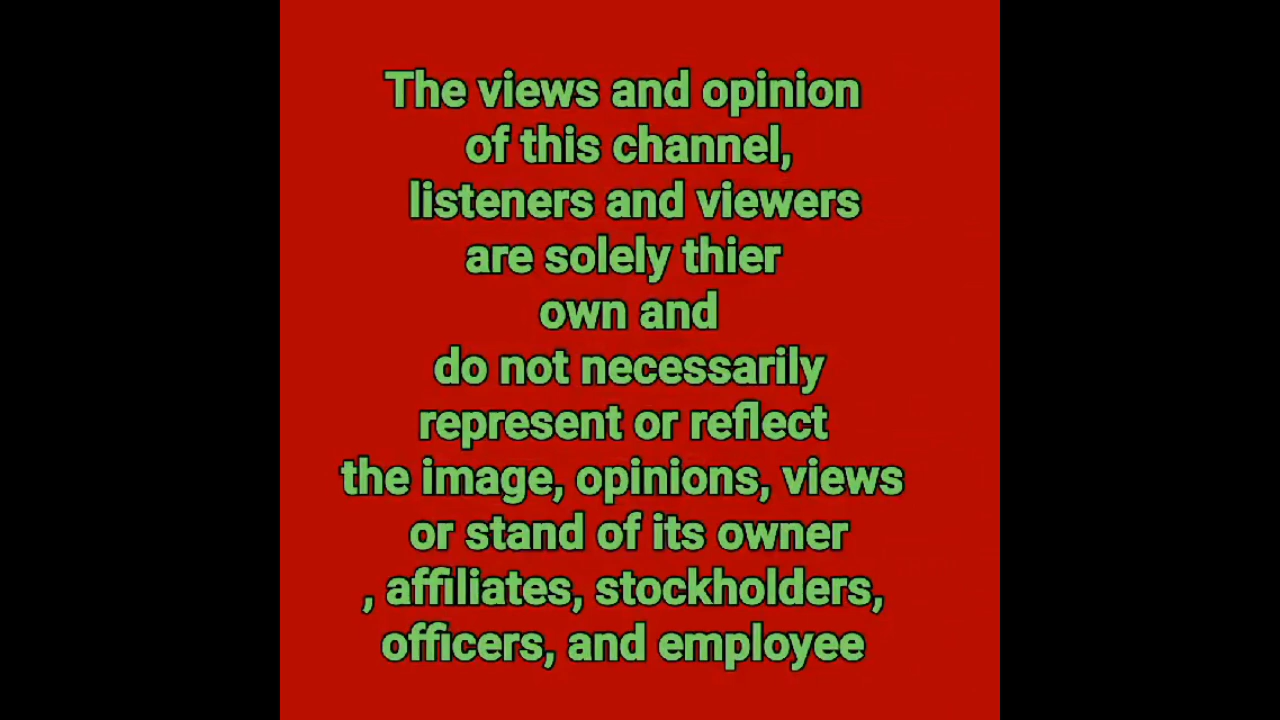 The views and opinion
of this channel,
listeners and viewers
are solely thier
own and
do not necessarily
represent or reflect
the image, opinions, views
or stand of its owner
, affiliates, stockholders,
officers, and employee